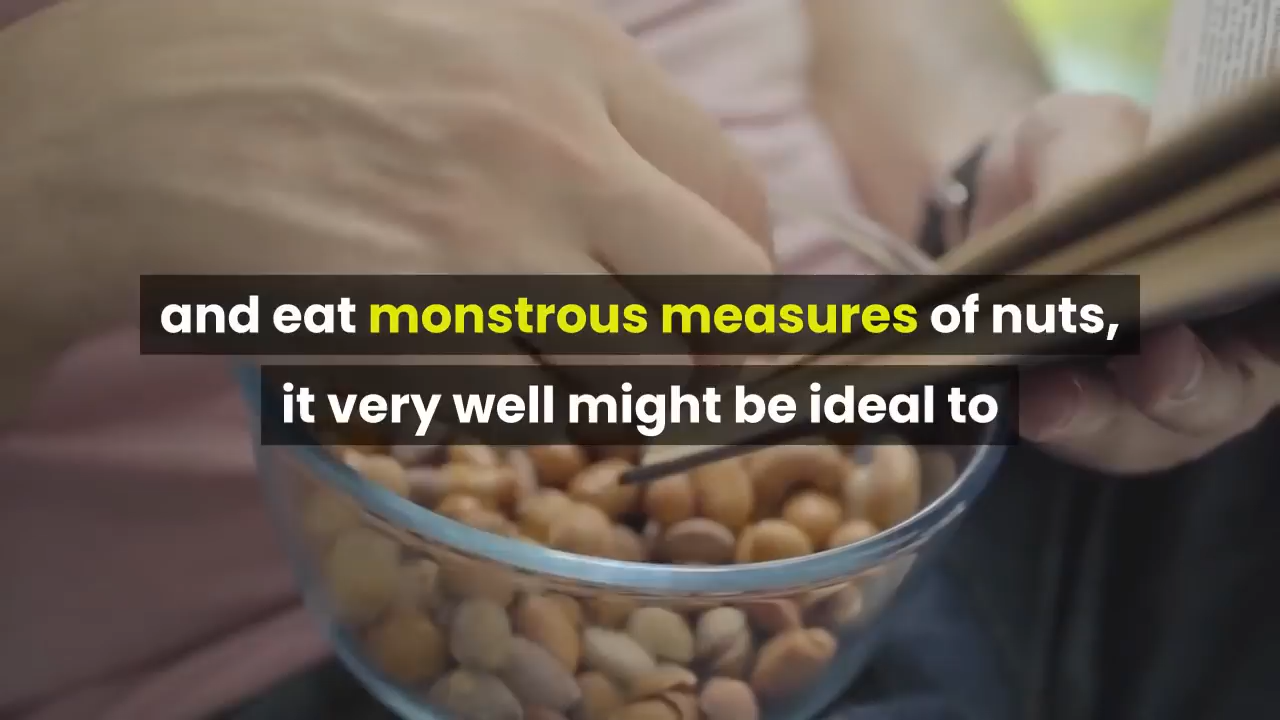 and eat monstrous measures of nuts,
it very well might be ideal to